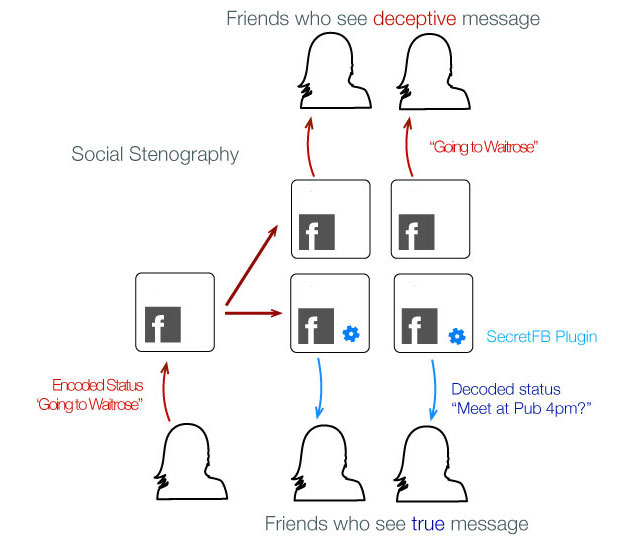 Friends who see deceptive message
Social Stenography
"Going to Waitrose"
f
f
f
f
f
SecretFB Plugin
Encoded Status
'Going to Waitrose"
Decoded status
"Meet at Pub 4pm?"
Friends who see true message